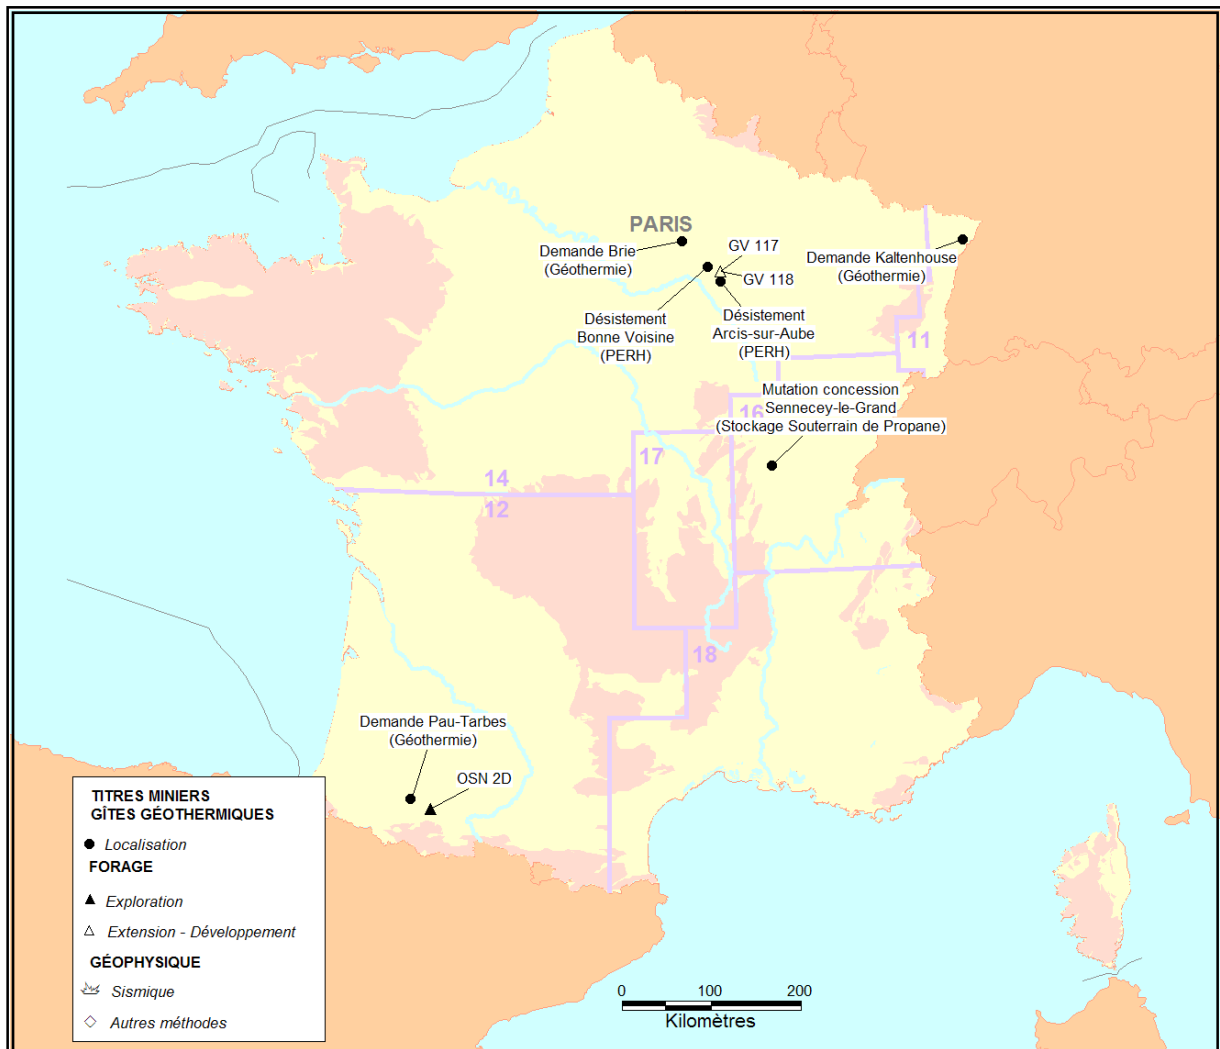 PARIS
Demande Brie
(Géothermie)
GV 117
GV 118
Demande Kaltenhouse
(Géothermie)
Désistement
Bonne Voisine
(PERH)
Désistement
Arcis-sur-Aube
(PERH)
11
Mutation concession
Sennecey-le-Grand
(Stockage Souterrain de Propane)
16
17
14
12
18
Demande Pau-Tarbes
(Géothermie)
OSN 2D
TITRES MINIERS
GÎTES GÉOTHERMIQUES
Localisation
FORAGE
Exploration
Extension - Développement
GÉOPHYSIQUE
Sismique
Autres méthodes
0 100 200
Kilomètres